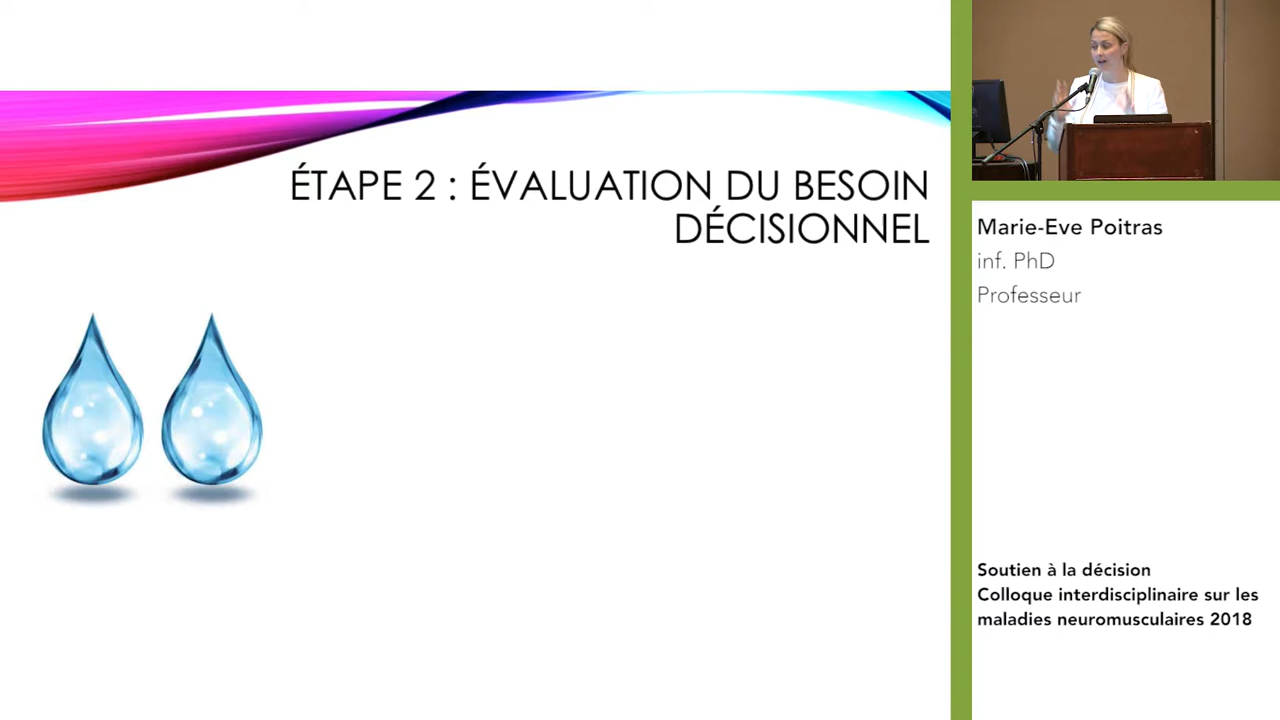 ÉTAPE 2 : ÉVALUATION DU BESOIN
DÉCISIONNEL
Marie-Eve Poitras
inf. PhD
Professeur
Soutien à la décision
Colloque interdisciplinaire sur les
maladies neuromusculaires 2018